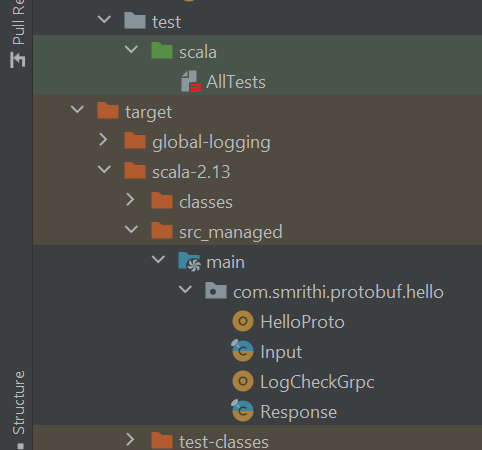 Pull Re
test
scala
AllTests
target
global-logging
scala-2.13
classes
src_managed
main
com.smrithi.protobuf.hello
HelloProto
Input
LogCheckGrpc
Response
Structure
test-classes